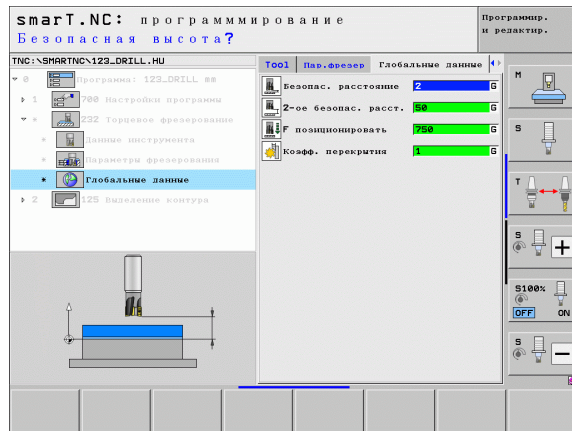 smarT.NC: программмирование
Программир.
и редактир.
Безопасная высота?
TNC:\SMARTNC\123_DRILL.HU
0 Программа: 123_DRILL mm
1 700 Настройки программы
* 232 Торцевое фрезерование
* Данные инструмента
* Параметры фрезерования
* Глобальные данные
2 125 Выделение контура
Tool Пар.фрезер Глобальные данные
Безопас. расстояние 2 G
2-ое безопас. расст. 50 G
F позиционировать 750 G
Коэфф. перекрытия 1 G
M
S
T
S
S100%
OFF ON
S